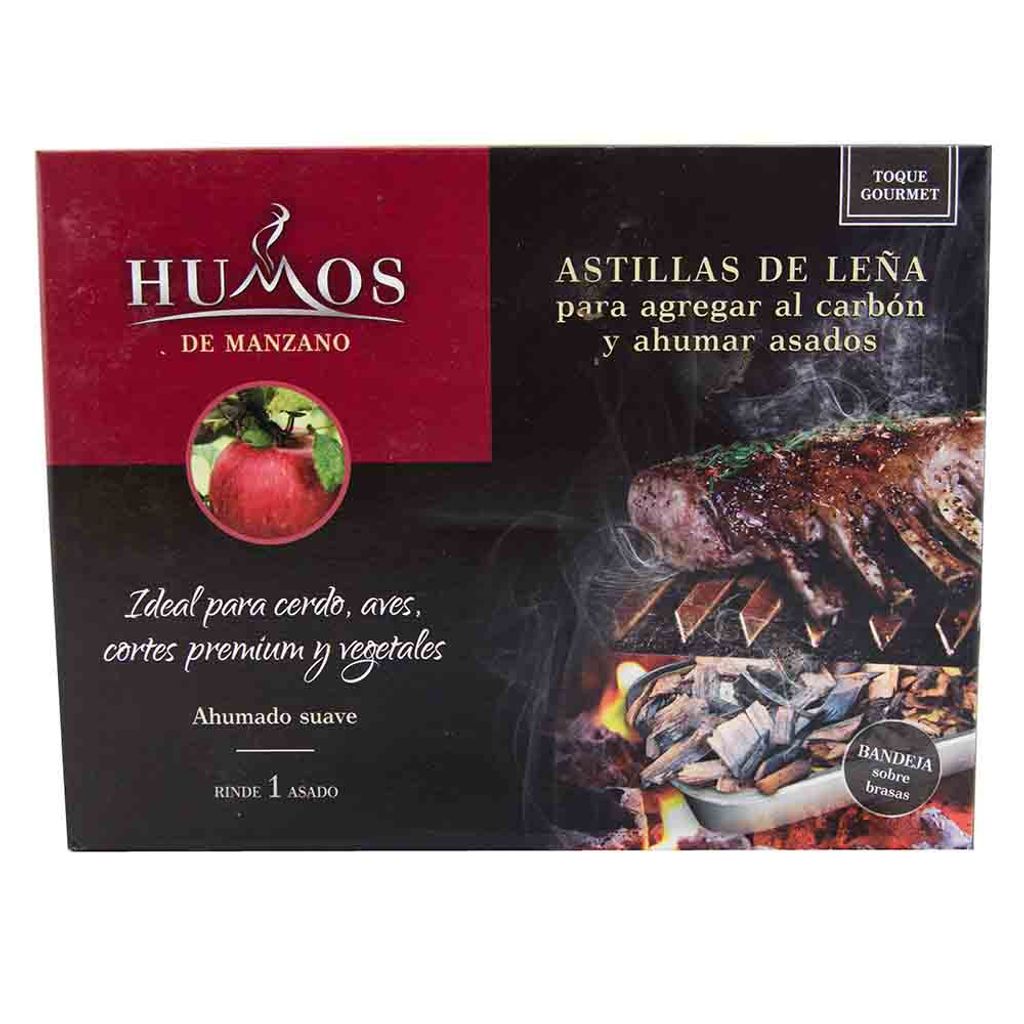 HUMOS
DE MANZANO
Ideal para cerdo, aves,
cortes premium y vegetales
Ahumado suave
RINDE 1 ASADO
TOQUE
GOURMET
ASTILLAS DE LEÑA
para agregar al carbón
y ahumar asados
BANDEJA
sobre
brasas